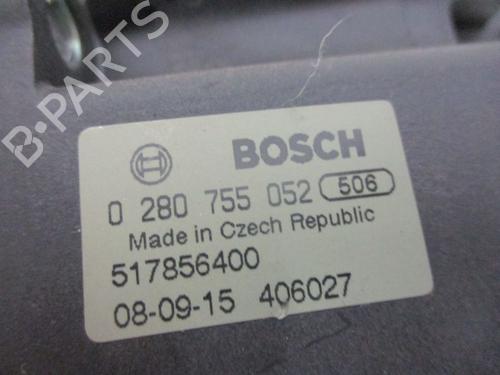 B-PARTS
BOSCH
0 280 755 052 506
Made in Czech Republic
517856400
08-09-15 406027